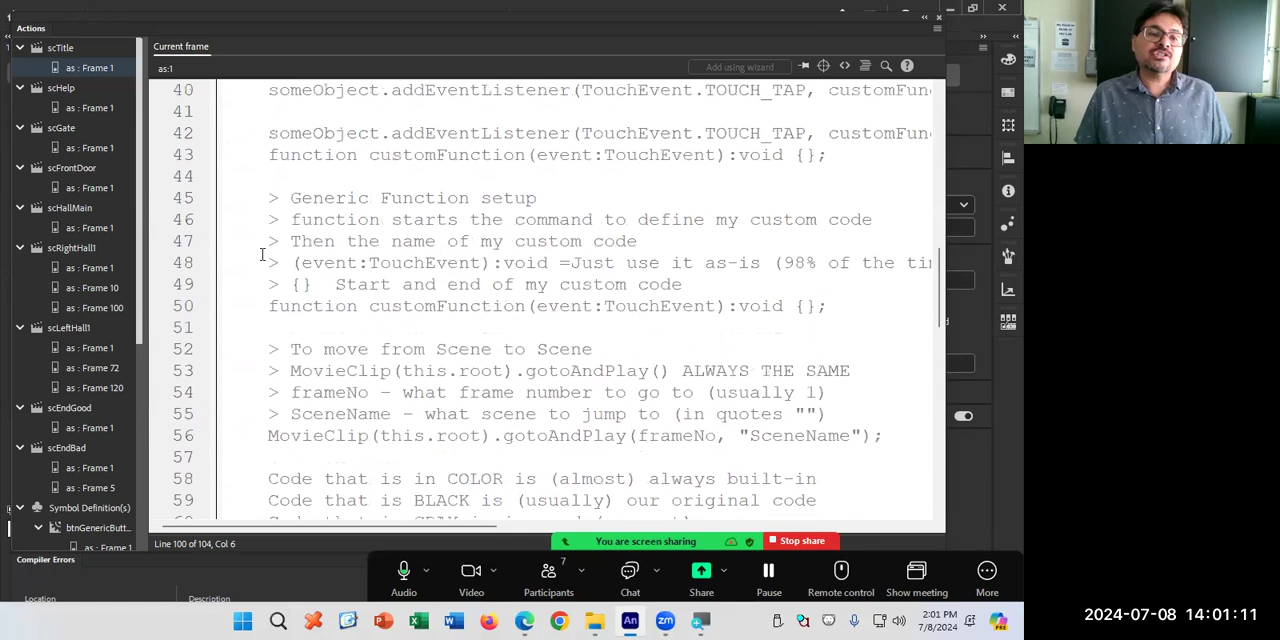 Actions
scTitle
as : Frame 1
scHelp
as : Frame 1
scGate
as : Frame 1
scFrontDoor
as : Frame 1
scHallMain
as : Frame 1
scRightHall1
as : Frame 1
as : Frame 10
as : Frame 100
scLeftHall1
as : Frame 1
as : Frame 72
as : Frame 120
scEndGood
as : Frame 1
scEndBad
as : Frame 1
as : Frame 5
Symbol Definition(s)
btnGenericButt...
as : Frame 1
Compiler Errors
Location
Description
Current frame
as:1
Add using wizard
40 someObject.addEventListener(TouchEvent.TOUCH_TAP, customFun
41
42 someObject.addEventListener(TouchEvent.TOUCH_TAP, customFun
43 function customFunction(event:TouchEvent):void {};
44
45 > Generic Function setup
46 > function starts the command to define my custom code
47 > Then the name of my custom code
48 > (event:TouchEvent):void =Just use it as-is (98% of the tim
49 > {}  Start and end of my custom code
50 function customFunction(event:TouchEvent):void {};
51
52 > To move from Scene to Scene
53 > MovieClip(this.root).gotoAndPlay() ALWAYS THE SAME
54 > frameNo - what frame number to go to (usually 1)
55 > SceneName - what scene to jump to (in quotes "")
56 MovieClip(this.root).gotoAndPlay(frameNo, "SceneName");
57
58 Code that is in COLOR is (almost) always built-in
59 Code that is BLACK is (usually) our original code
Line 100 of 104, Col 6
You are screen sharing
Stop share
Audio
Video
7
Participants
Chat
Share
Pause
Remote control
Show meeting
More
2:01 PM
7/8/2024
2024-07-08 14:01:11